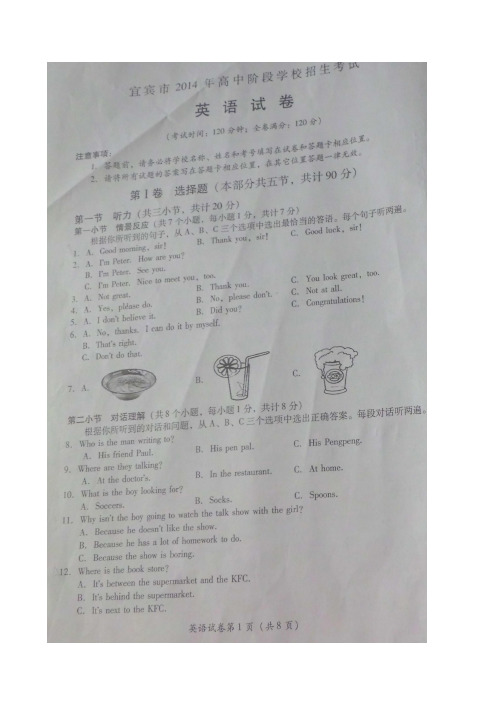 宜宾市 2014 年高中阶段学校招生考试
英 语 试 卷
(考试时间:120 分钟;全卷满分:120 分)
注意事项:
1. 答题前,请务必将学校名称、姓名和考号填写在试卷和答题卡相应位置。
2. 请将所有试题的答案写在答题卡相应位置,在其它位置答题一律无效。
第Ⅰ卷 选择题(本部分共五节,共计 90 分)
第一节 听力(共三小节,共计 20 分)
第一小节 情景反应(共 7 个小题,每小题 1 分,共计 7 分)
根据你所听到的句子,从 A、B、C 三个选项中选出最恰当的答语。每个句子听两遍。
1. A. Good morning, sir! B. Thank you, sir! C. Good luck, sir!
2. A. I'm Peter. How are you?
B. I'm Peter. See you.
C. I'm Peter. Nice to meet you, too.
3. A. Not great. B. Thank you. C. You look great, too.
4. A. Yes, please do. B. No, please don't. C. Not at all.
5. A. I don't believe it. B. Did you? C. Congratulations!
6. A. No, thanks. I can do it by myself.
B. That's right.
C. Don't do that.
7. A. B. C.
第二小节 对话理解(共 8 个小题,每小题 1 分,共计 8 分)
根据你所听到的对话和问题,从 A、B、C 三个选项中选出正确答案。每段对话听两遍。
8. Who is the man writing to?
A. His friend Paul. B. His pen pal. C. His Pengpeng.
9. Where are they talking?
A. At the doctor's. B. In the restaurant. C. At home.
10. What is the boy looking for?
A. Soccers. B. Socks. C. Spoons.
11. Why isn't the boy going to watch the talk show with the girl?
A. Because he doesn't like the show.
B. Because he has a lot of homework to do.
C. Because the show is boring.
12. Where is the book store?
A. It's between the supermarket and the KFC.
B. It's behind the supermarket.
C. It's next to the KFC.
英语试卷第 1 页(共 8 页)